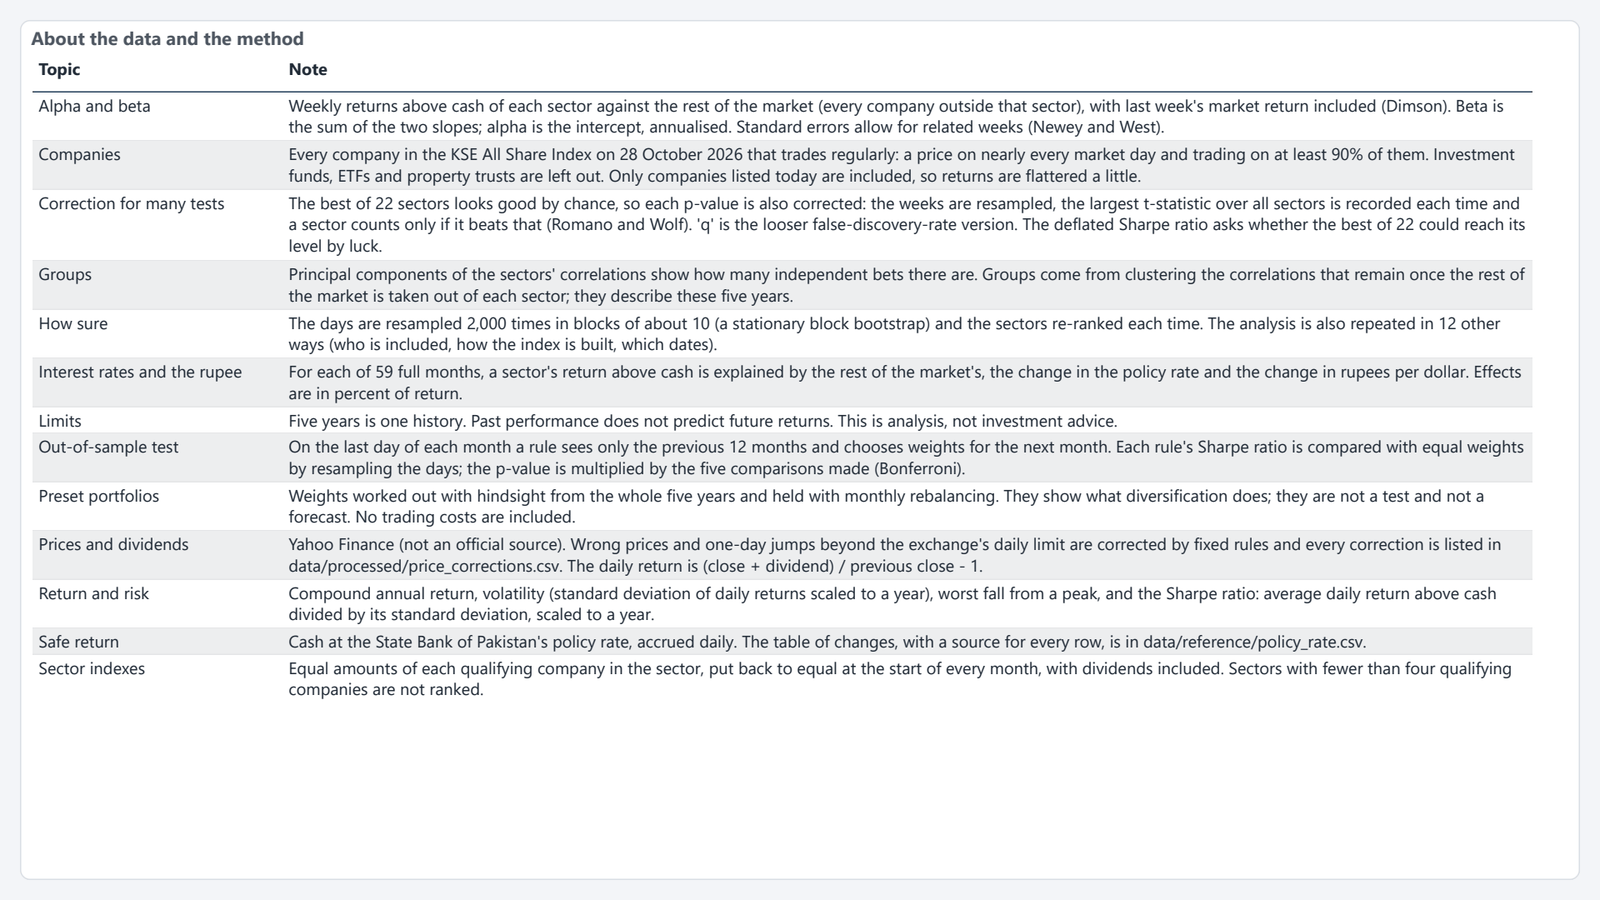 About the data and the method
Topic Note
Alpha and beta Weekly returns above cash of each sector against the rest of the market (every company outside that sector), with last week's market return included (Dimson). Beta is
the sum of the two slopes; alpha is the intercept, annualised. Standard errors allow for related weeks (Newey and West).
Companies Every company in the KSE All Share Index on 28 October 2026 that trades regularly: a price on nearly every market day and trading on at least 90% of them. Investment
funds, ETFs and property trusts are left out. Only companies listed today are included, so returns are flattered a little.
Correction for many tests The best of 22 sectors looks good by chance, so each p-value is also corrected: the weeks are resampled, the largest t-statistic over all sectors is recorded each time and
a sector counts only if it beats that (Romano and Wolf). 'q' is the looser false-discovery-rate version. The deflated Sharpe ratio asks whether the best of 22 could reach its
level by luck.
Groups Principal components of the sectors' correlations show how many independent bets there are. Groups come from clustering the correlations that remain once the rest of
the market is taken out of each sector; they describe these five years.
How sure The days are resampled 2,000 times in blocks of about 10 (a stationary block bootstrap) and the sectors re-ranked each time. The analysis is also repeated in 12 other
ways (who is included, how the index is built, which dates).
Interest rates and the rupee For each of 59 full months, a sector's return above cash is explained by the rest of the market's, the change in the policy rate and the change in rupees per dollar. Effects
are in percent of return.
Limits Five years is one history. Past performance does not predict future returns. This is analysis, not investment advice.
Out-of-sample test On the last day of each month a rule sees only the previous 12 months and chooses weights for the next month. Each rule's Sharpe ratio is compared with equal weights
by resampling the days; the p-value is multiplied by the five comparisons made (Bonferroni).
Preset portfolios Weights worked out with hindsight from the whole five years and held with monthly rebalancing. They show what diversification does; they are not a test and not a
forecast. No trading costs are included.
Prices and dividends Yahoo Finance (not an official source). Wrong prices and one-day jumps beyond the exchange's daily limit are corrected by fixed rules and every correction is listed in
data/processed/price_corrections.csv. The daily return is (close + dividend) / previous close - 1.
Return and risk Compound annual return, volatility (standard deviation of daily returns scaled to a year), worst fall from a peak, and the Sharpe ratio: average daily return above cash
divided by its standard deviation, scaled to a year.
Safe return Cash at the State Bank of Pakistan's policy rate, accrued daily. The table of changes, with a source for every row, is in data/reference/policy_rate.csv.
Sector indexes Equal amounts of each qualifying company in the sector, put back to equal at the start of every month, with dividends included. Sectors with fewer than four qualifying
companies are not ranked.